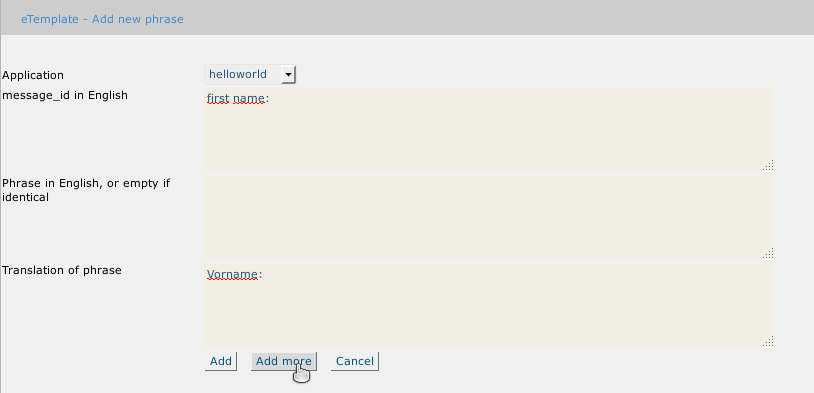 eTemplate - Add new phrase
Application
helloworld
message_id in English
first name:
Phrase in English, or empty if
identical
Translation of phrase
Vorname:
Add
Add more
Cancel